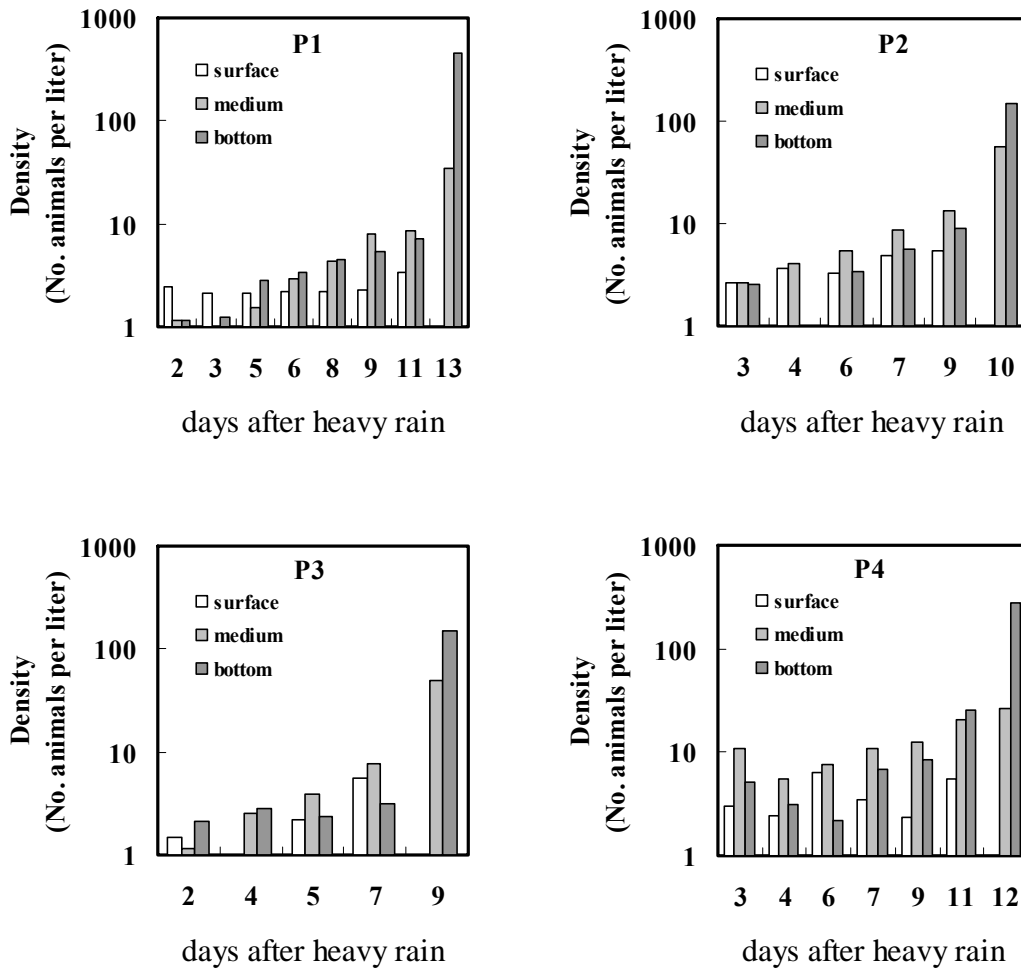 P1
surface
medium
bottom
1000
100
10
1
Density
(No. animals per liter)
2 3 5 6 8 9 11 13
days after heavy rain
P2
surface
medium
bottom
1000
100
10
1
Density
(No. animals per liter)
3 4 6 7 9 10
days after heavy rain
P3
surface
medium
bottom
1000
100
10
1
Density
(No. animals per liter)
2 4 5 7 9
days after heavy rain
P4
surface
medium
bottom
1000
100
10
1
Density
(No. animals per liter)
3 4 6 7 9 11 12
days after heavy rain